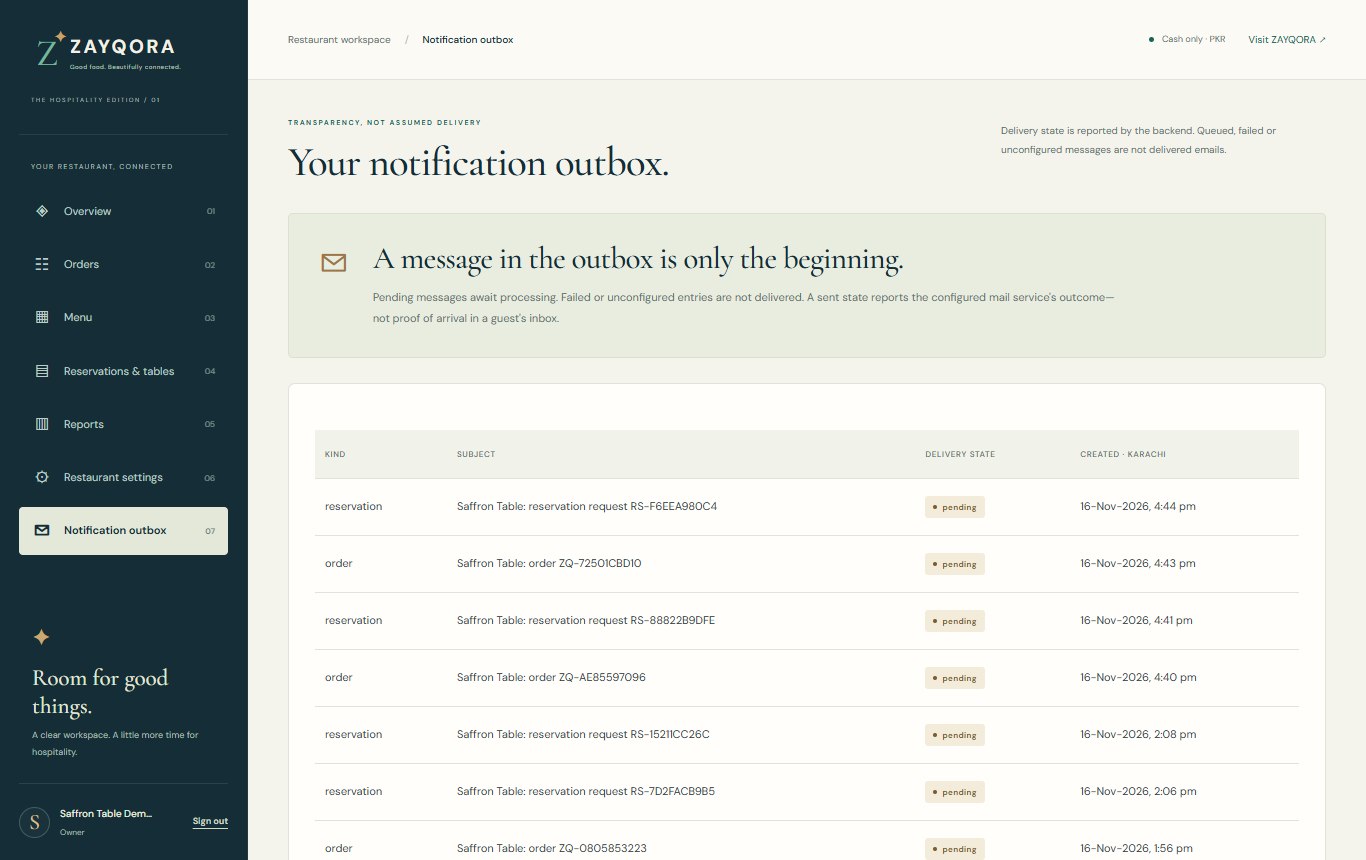 ZAYQORA
Good food. Beautifully connected.
THE HOSPITALITY EDITION / 01
YOUR RESTAURANT, CONNECTED
Overview 01
Orders 02
Menu 03
Reservations & tables 04
Reports 05
Restaurant settings 06
Notification outbox 07
Room for good
things.
A clear workspace. A little more time for
hospitality.
S
Saffron Table Dem...
Owner
Sign out
Restaurant workspace / Notification outbox
Cash only · PKR
Visit ZAYQORA ↗
TRANSPARENCY, NOT ASSUMED DELIVERY
Your notification outbox.
Delivery state is reported by the backend. Queued, failed or
unconfigured messages are not delivered emails.
A message in the outbox is only the beginning.
Pending messages await processing. Failed or unconfigured entries are not delivered. A sent state reports the configured mail service's outcome—
not proof of arrival in a guest's inbox.
KIND SUBJECT DELIVERY STATE CREATED · KARACHI
reservation Saffron Table: reservation request RS-F6EEA980C4 pending 16-Nov-2026, 4:44 pm
order Saffron Table: order ZQ-72501CBD10 pending 16-Nov-2026, 4:43 pm
reservation Saffron Table: reservation request RS-88822B9DFE pending 16-Nov-2026, 4:41 pm
order Saffron Table: order ZQ-AE85597096 pending 16-Nov-2026, 4:40 pm
reservation Saffron Table: reservation request RS-15211CC26C pending 16-Nov-2026, 2:08 pm
reservation Saffron Table: reservation request RS-7D2FACB9B5 pending 16-Nov-2026, 2:06 pm
order Saffron Table: order ZQ-0805853223 pending 16-Nov-2026, 1:56 pm